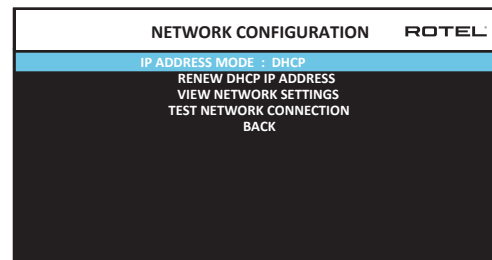 NETWORK CONFIGURATION ROTEL
IP ADDRESS MODE : DHCP
RENEW DHCP IP ADDRESS
VIEW NETWORK SETTINGS
TEST NETWORK CONNECTION
BACK